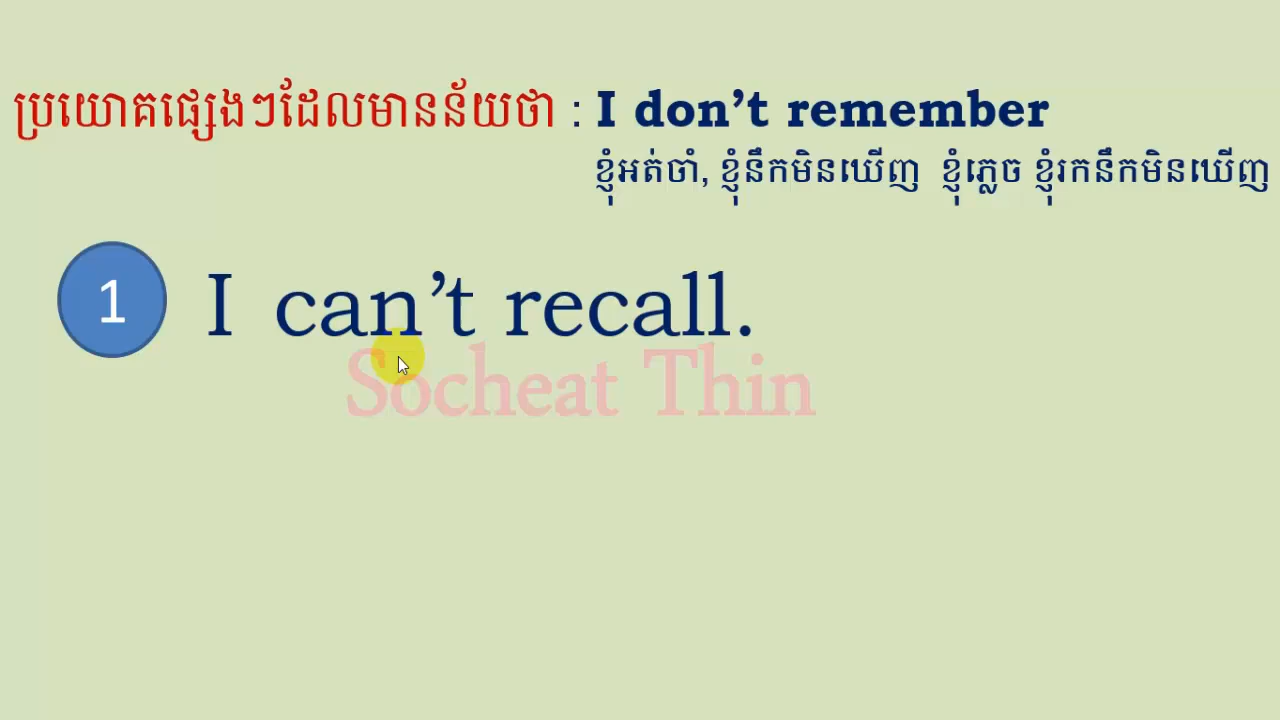 ប្រយោគផ្សេងៗដែលមានន័យថា : I don’t remember
ខ្ញុំអត់ចាំ, ខ្ញុំនឹកមិនឃើញ ខ្ញុំភ្លេច ខ្ញុំរកនឹកមិនឃើញ
1 I can’t recall.
Socheat Thin